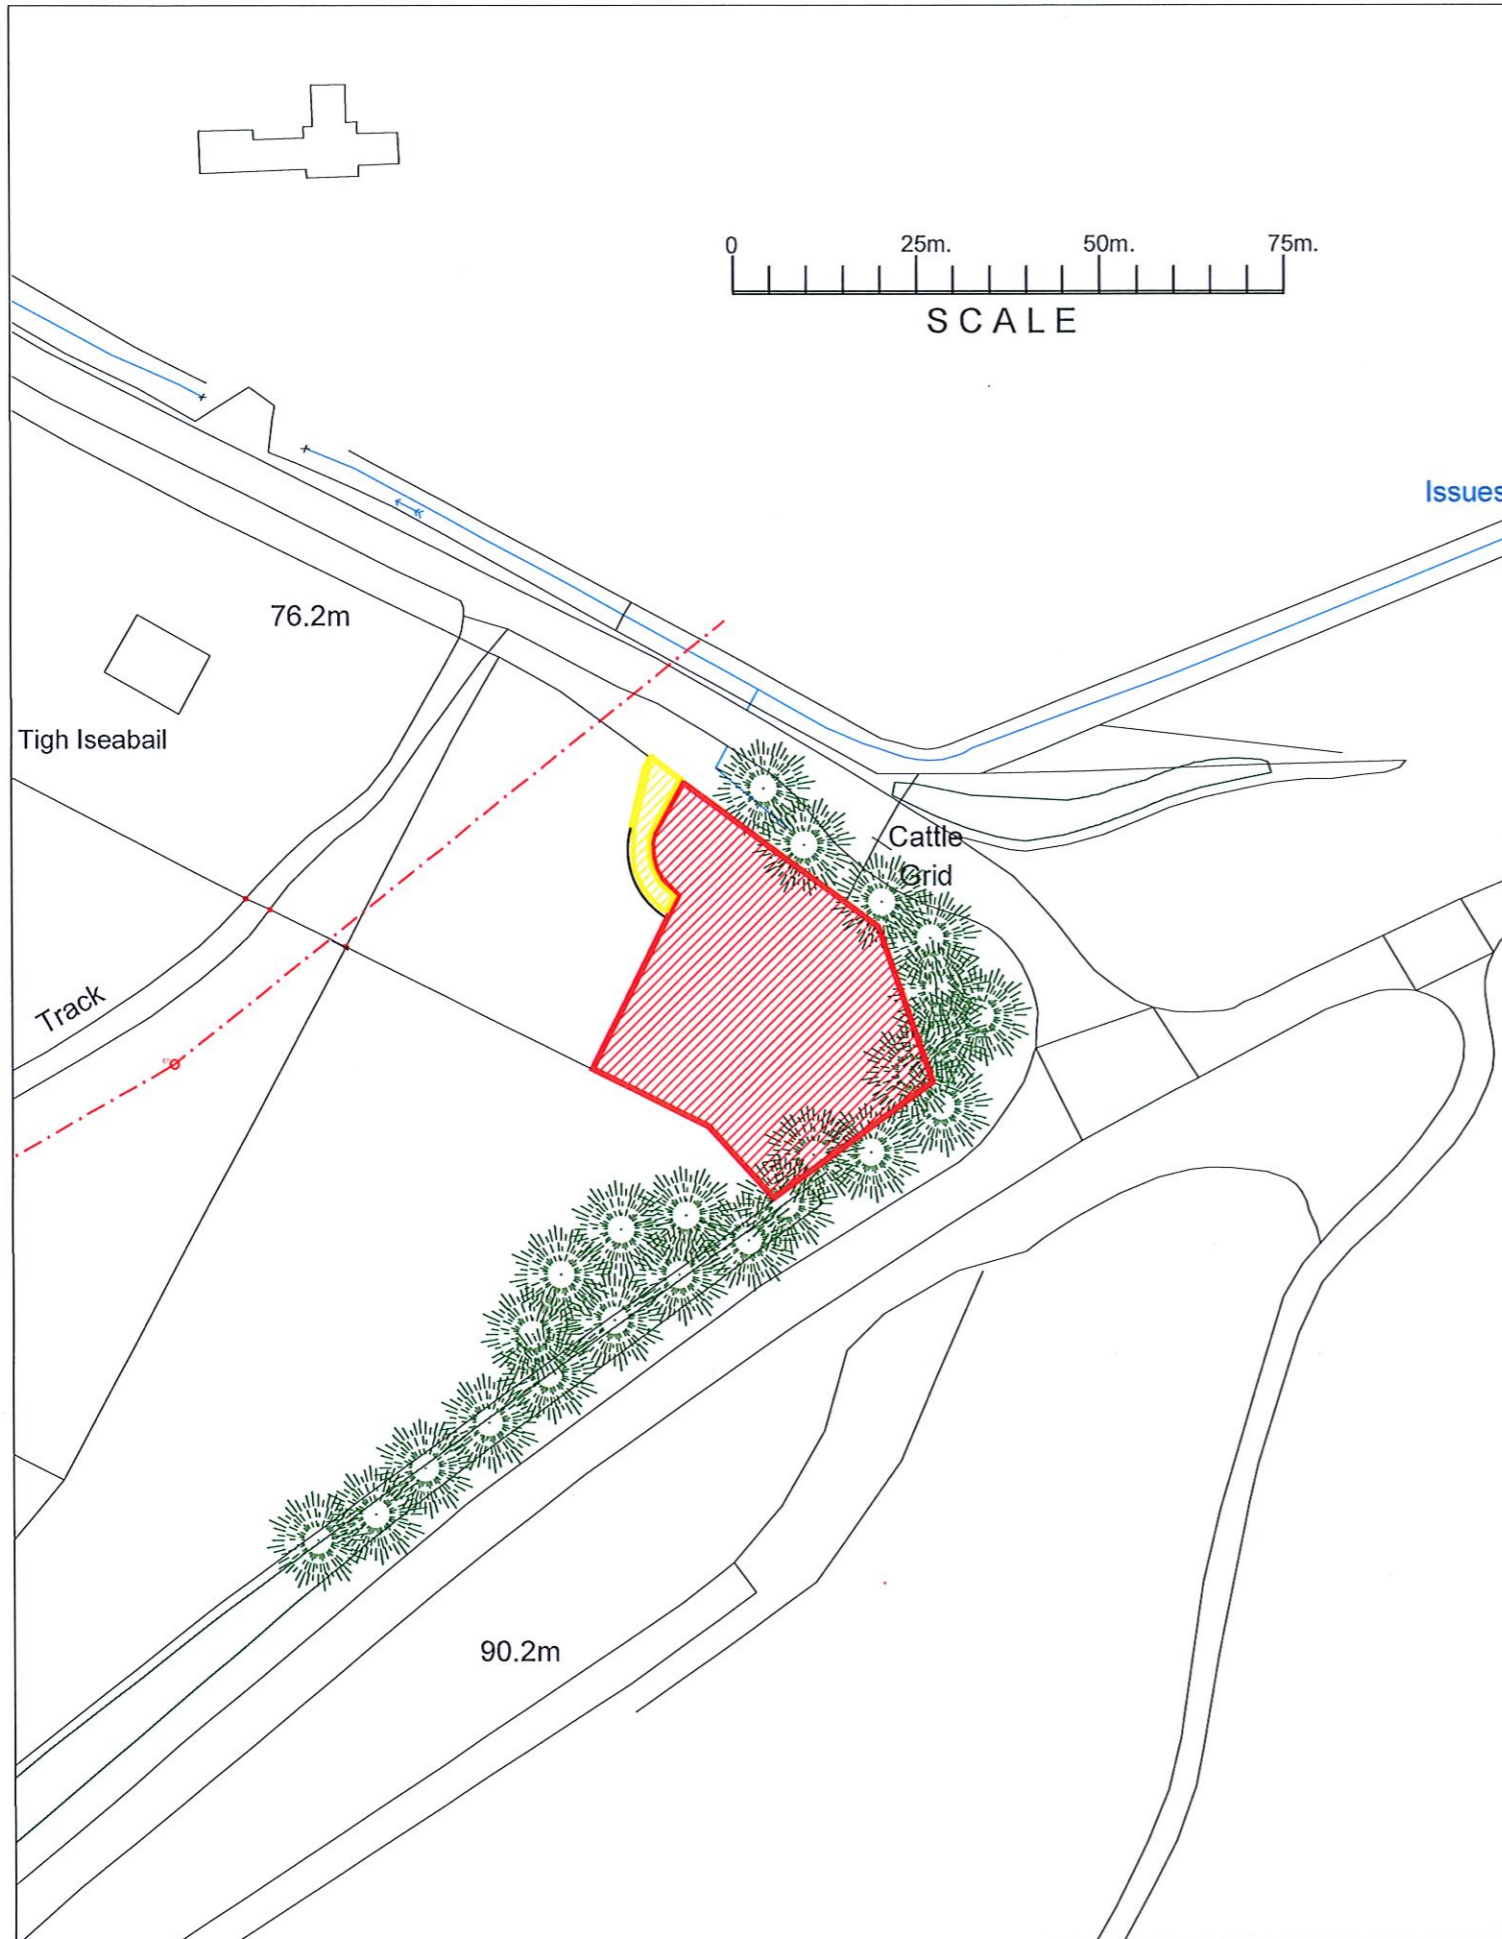 0 25m. 50m. 75m.
SCALE
Issues
76.2m
Tigh Iseabail
Cattle
Grid
Track
90.2m